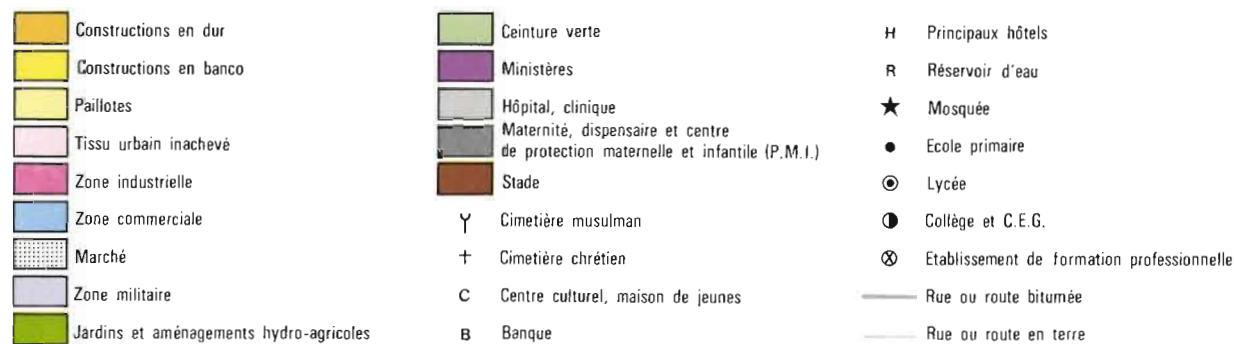 Constructions en dur
Constructions en banco
Paillotes
Tissu urbain inachevé
Zone industrielle
Zone commerciale
Marché
Zone militaire
Jardins et aménagements hydro-agricoles
Ceinture verte
Ministères
Hôpital, clinique
Maternité, dispensaire et centre
de protection maternelle et infantile (P.M.I.)
Stade
Cimetière musulman
Cimetière chrétien
C Centre culturel, maison de jeunes
B Banque
H Principaux hôtels
R Réservoir d'eau
Mosquée
Ecole primaire
Lycée
Collège et C.E.G.
Etablissement de formation professionnelle
Rue ou route bitumée
Rue ou route en terre